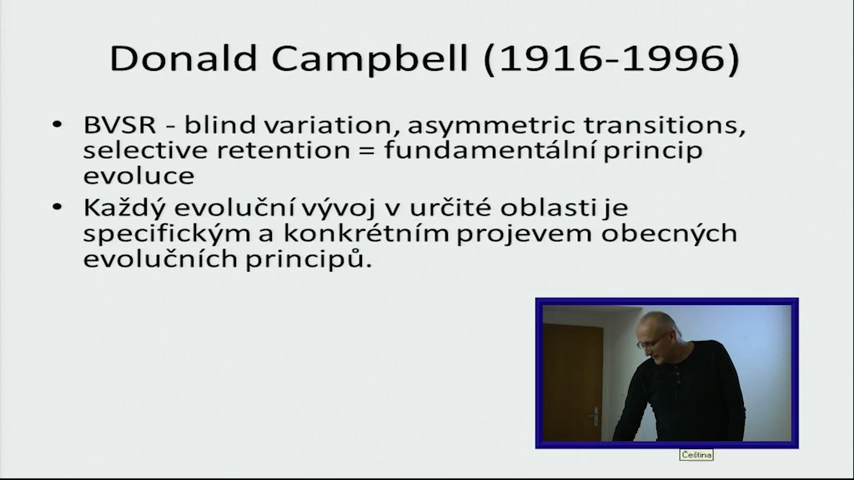 Donald Campbell (1916-1996)
• BVSR - blind variation, asymmetric transitions,
selective retention = fundamentální princip
evoluce
• Každý evoluční vývoj v určité oblasti je
specifickým a konkrétním projevem obecných
evolučních principů.
Čeština